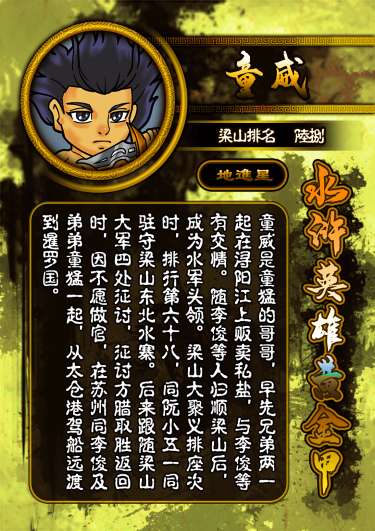 童威
梁山排名 陸捌
地進星
水浒英雄黄金甲
童威是童猛的哥哥，早先兄弟两一
起在浔阳江上贩卖私盐，与李俊等
有交情。随李俊等人归顺梁山后，
成为水军头领。梁山大聚义排座次
时，排行第六十八，同阮小五一同
驻守梁山东北水寨。后来跟随梁山
大军四处征讨，征讨方腊取胜返回
时，因不愿做官，在苏州同李俊及
弟弟童猛一起，从太仓港驾船远渡
到暹罗国。